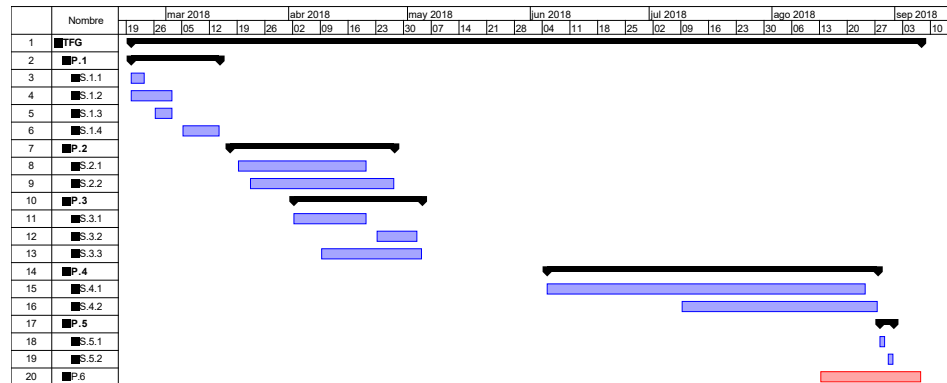 Nombre
mar 2018 abr 2018 may 2018 jun 2018 jul 2018 ago 2018 sep 2018
19 26 05 12 19 26 02 09 16 23 30 07 14 21 28 04 11 18 25 02 09 16 23 30 06 13 20 27 03 10
1 TFG
2 P.1
3 S.1.1
4 S.1.2
5 S.1.3
6 S.1.4
7 P.2
8 S.2.1
9 S.2.2
10 P.3
11 S.3.1
12 S.3.2
13 S.3.3
14 P.4
15 S.4.1
16 S.4.2
17 P.5
18 S.5.1
19 S.5.2
20 P.6